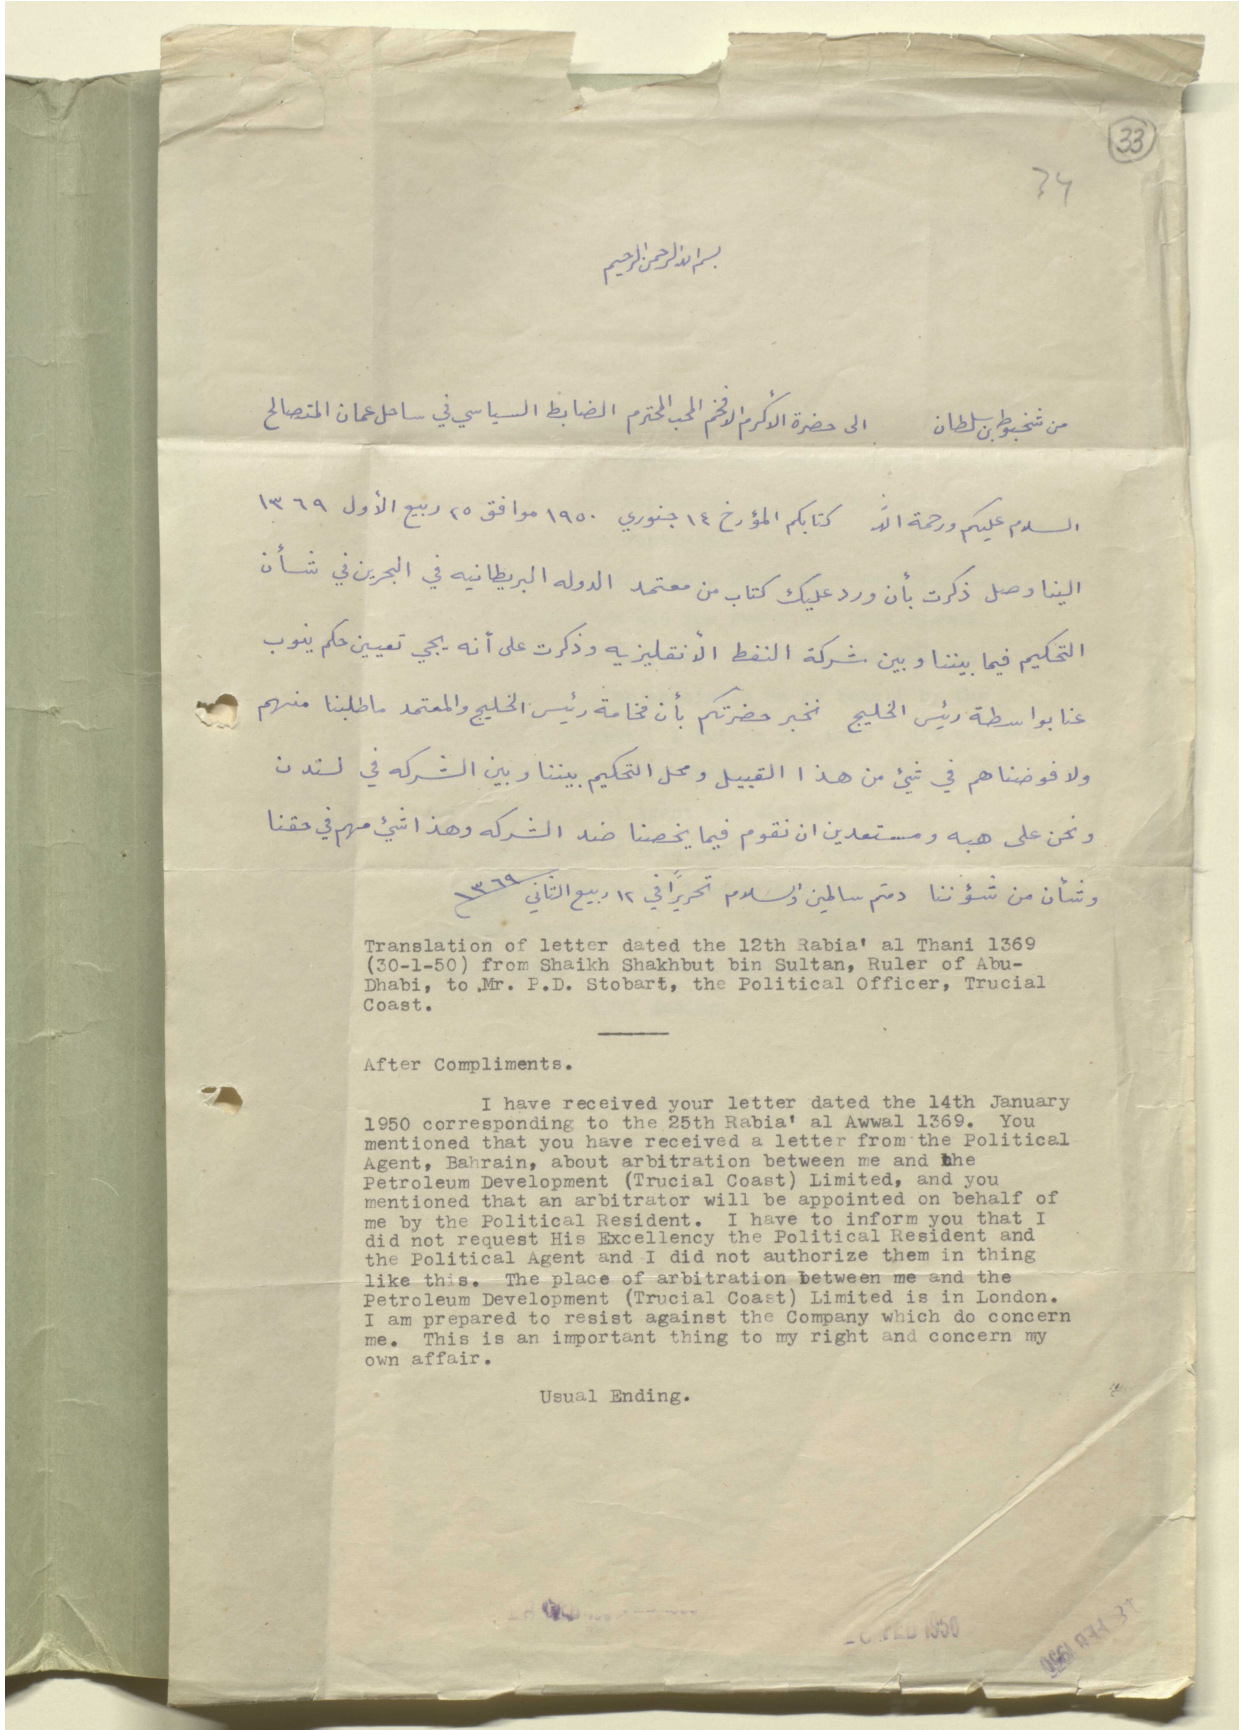 33
34
بسم الله الرحمن الرحيم
من شخبوط بن سلطان الى حضرة الأكرم الافخم المحب المحترم الضابط السياسي في ساحل عمان المتصالح
السلام عليكم ورحمة الله كتابكم المؤرخ ١٤ جنوري ١٩٥٠ موافق ٢٥ ربيع الأول ١٣٦٩
الينا وصل ذكرت بأن ورد عليك كتاب من معتمد الدوله البريطانيه في البحرين في شأن
التحكيم فيما بيننا وبين شركة النفط الأنقليزيه وذكرت على أنه يجي تعيين حكم ينوب
عنا بواسطة رئيس الخليج نخبر حضرتكم بأن فخامة رئيس الخليج والمعتمد ماطلبنا منهم
ولا فوضناهم في شيئ من هذا القبيل ومحل التحكيم بيننا وبين الشركه في لندن
ونحن على هبه ومستعدين ان نقوم فيما يخصنا ضد الشركه وهذا شيئ مهم في حقنا
وشأن من شؤننا دمتم سالمين والسلام تحريرًا في ١٢ ربيع الثاني ١٣٦٩
Translation of letter dated the 12th Rabia' al Thani 1369
(30-1-50) from Shaikh Shakhbut bin Sultan, Ruler of Abu-
Dhabi, to Mr. P.D. Stobart, the Political Officer, Trucial
Coast.
After Compliments.
I have received your letter dated the 14th January
1950 corresponding to the 25th Rabia' al Awwal 1369. You
mentioned that you have received a letter from the Political
Agent, Bahrain, about arbitration between me and the
Petroleum Development (Trucial Coast) Limited, and you
mentioned that an arbitrator will be appointed on behalf of
me by the Political Resident. I have to inform you that I
did not request His Excellency the Political Resident and
the Political Agent and I did not authorize them in thing
like this. The place of arbitration between me and the
Petroleum Development (Trucial Coast) Limited is in London.
I am prepared to resist against the Company which do concern
me. This is an important thing to my right and concern my
own affair.
Usual Ending.
FEB 1950
FEB 1950